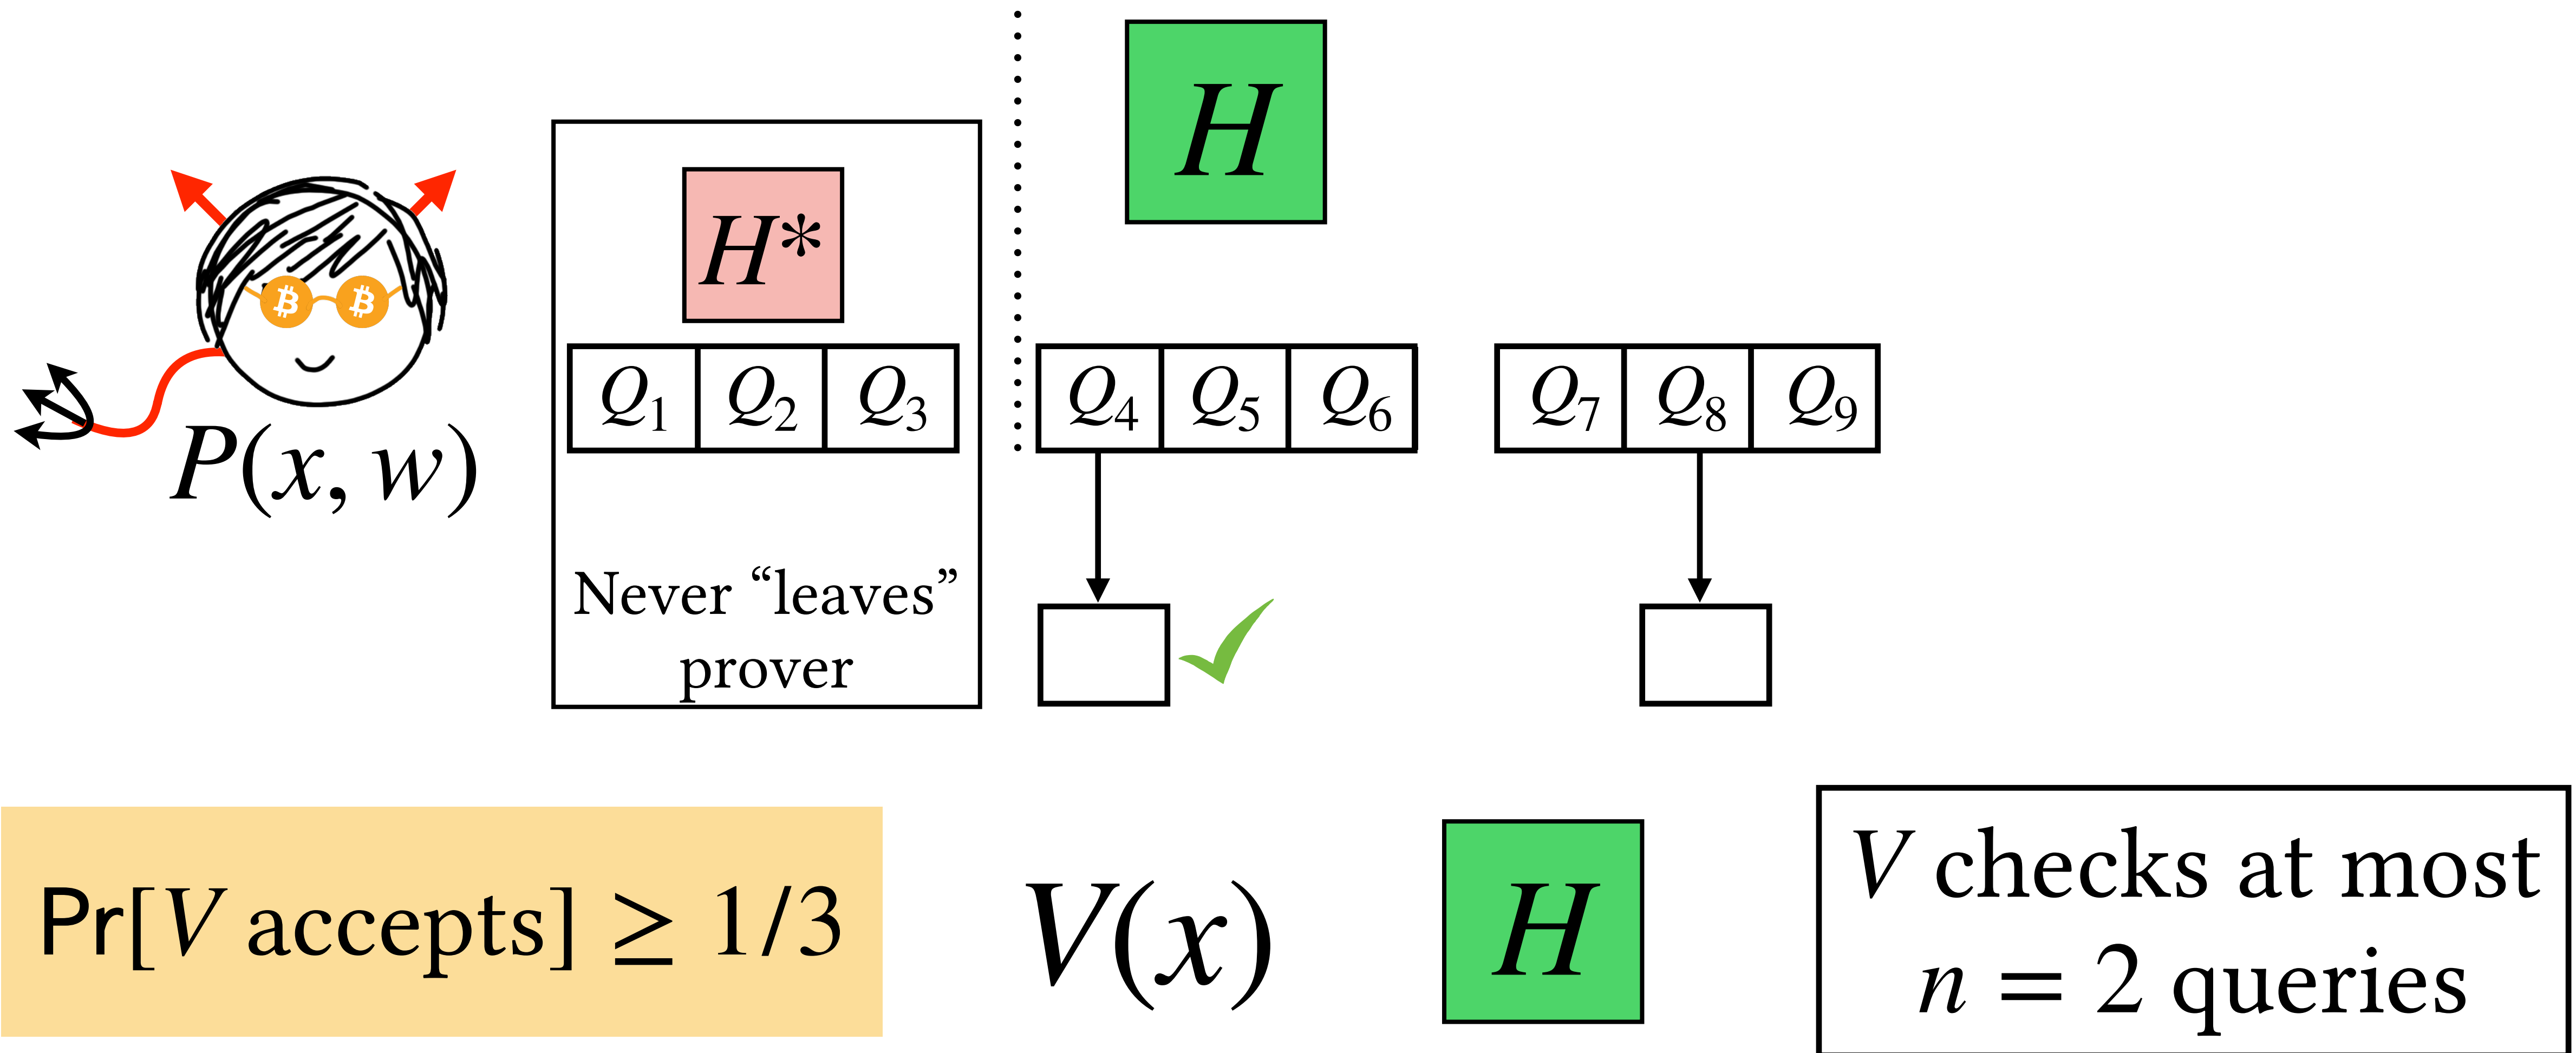 H
H*
₿ ₿
Q₁ Q₂ Q₃
Q₄ Q₅ Q₆
Q₇ Q₈ Q₉
P(x, w)
Never “leaves”
prover
Pr[V accepts] ≥ 1/3
V(x)
H
V checks at most
n = 2 queries